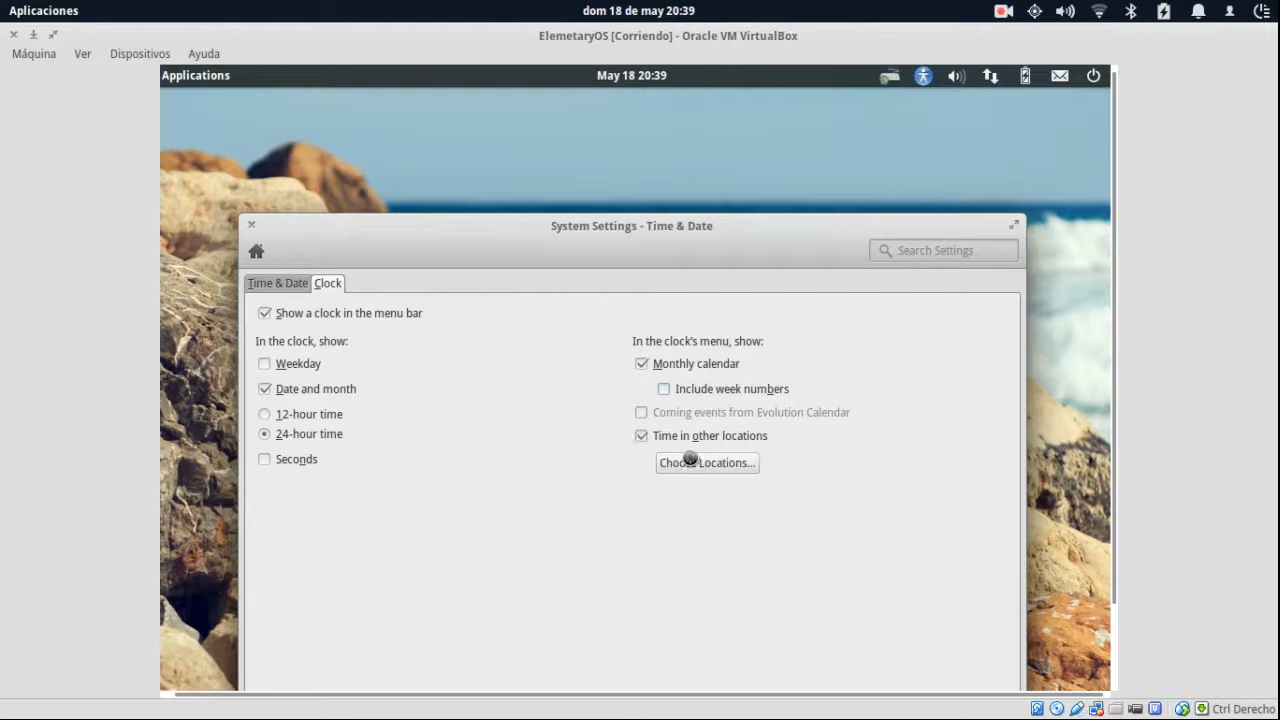 Aplicaciones
dom 18 de may 20:39
ElemetaryOS [Corriendo] - Oracle VM VirtualBox
Máquina Ver Dispositivos Ayuda
Applications
May 18 20:39
System Settings - Time & Date
Search Settings
Time & Date Clock
Show a clock in the menu bar
In the clock, show:
Weekday
Date and month
12-hour time
24-hour time
Seconds
In the clock's menu, show:
Monthly calendar
Include week numbers
Coming events from Evolution Calendar
Time in other locations
Choose Locations...
Ctrl Derecho